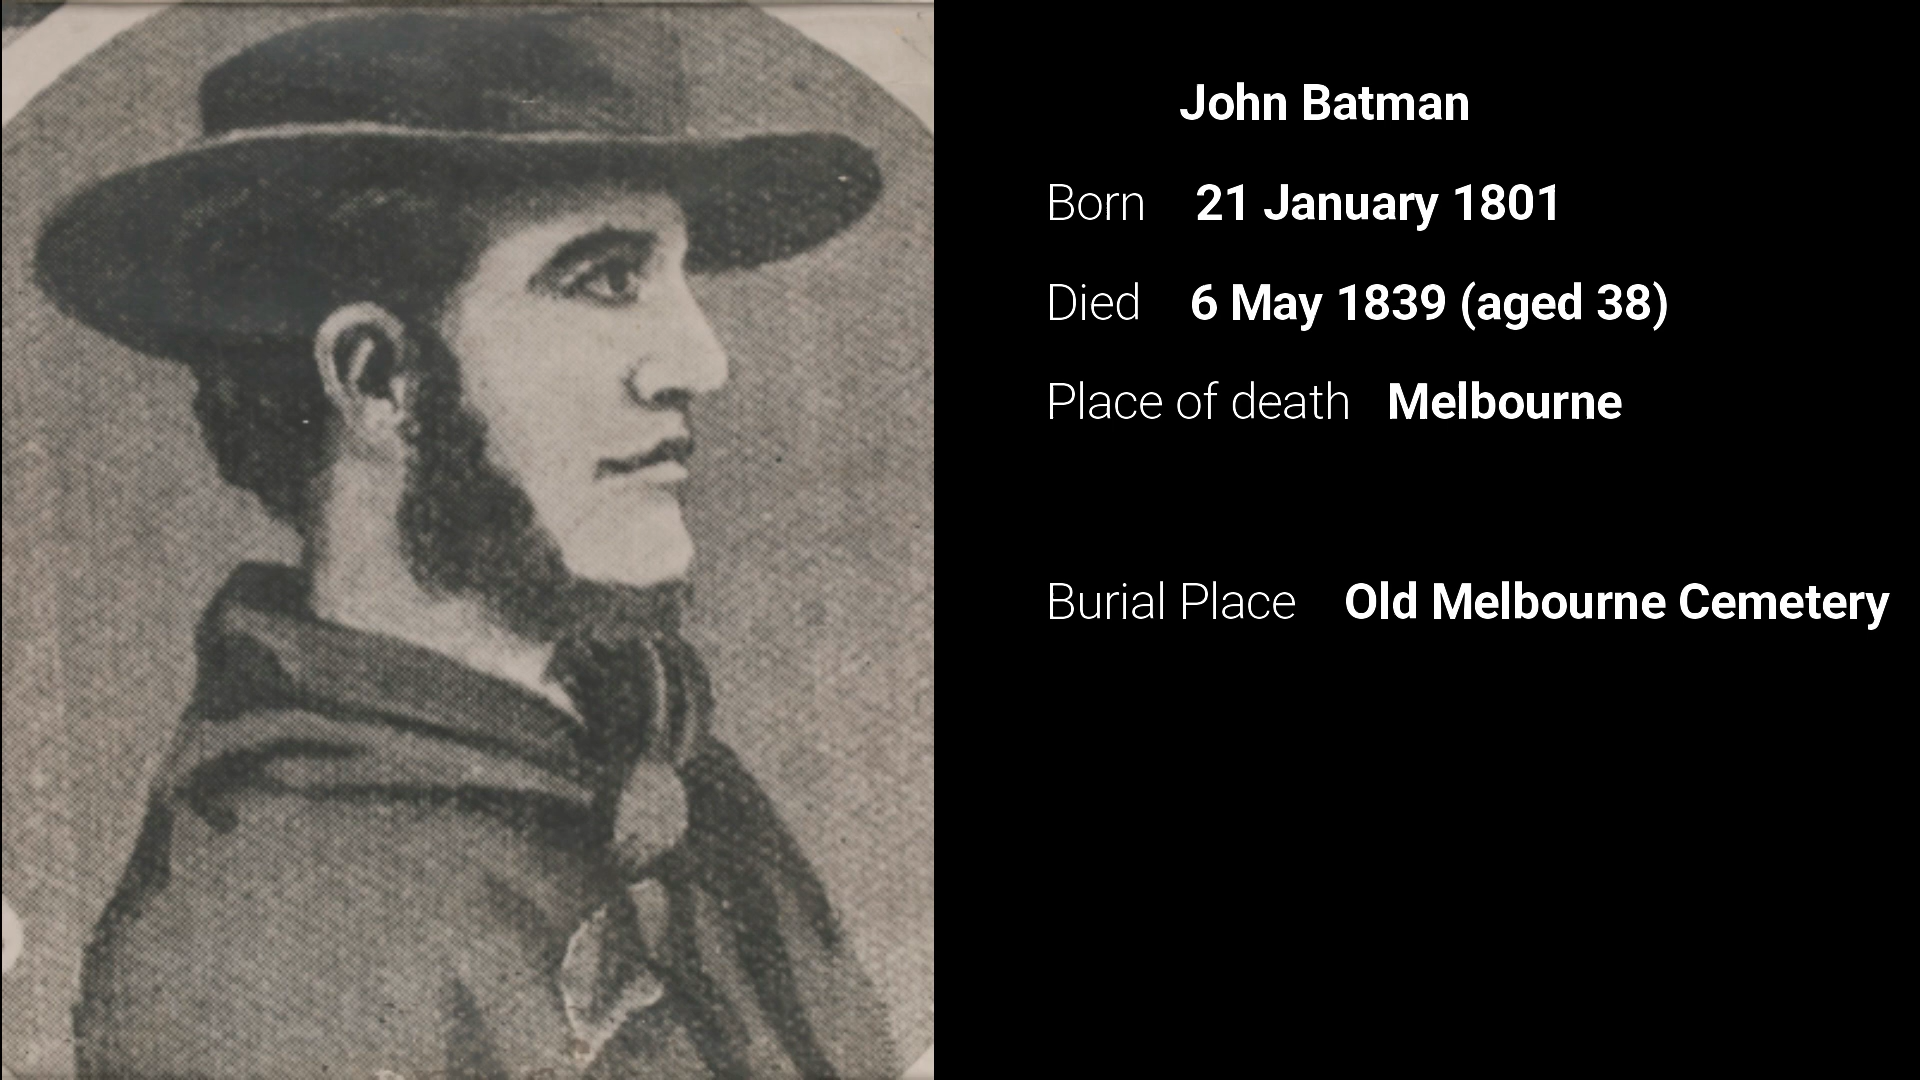 John Batman
Born 21 January 1801
Died 6 May 1839 (aged 38)
Place of death Melbourne
Burial Place Old Melbourne Cemetery